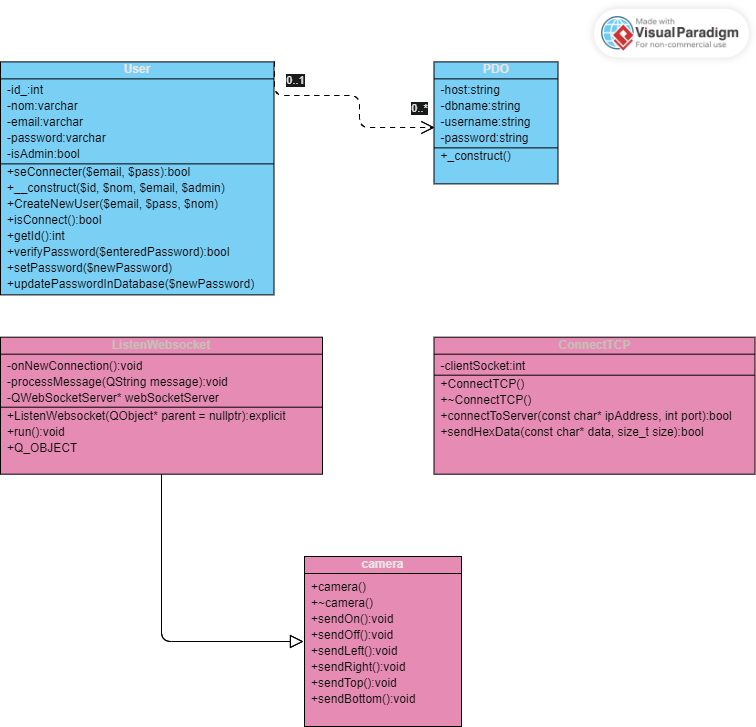 Made with
VisualParadigm
For non-commercial use
User
-id_:int
-nom:varchar
-email:varchar
-password:varchar
-isAdmin:bool
+seConnecter($email, $pass):bool
+__construct($id, $nom, $email, $admin)
+CreateNewUser($email, $pass, $nom)
+isConnect():bool
+getId():int
+verifyPassword($enteredPassword):bool
+setPassword($newPassword)
+updatePasswordInDatabase($newPassword)
0..1
0..*
PDO
-host:string
-dbname:string
-username:string
-password:string
+_construct()
ListenWebsocket
-onNewConnection():void
-processMessage(QString message):void
-QWebSocketServer* webSocketServer
+ListenWebsocket(QObject* parent = nullptr):explicit
+run():void
+Q_OBJECT
ConnectTCP
-clientSocket:int
+ConnectTCP()
+~ConnectTCP()
+connectToServer(const char* ipAddress, int port):bool
+sendHexData(const char* data, size_t size):bool
camera
+camera()
+~camera()
+sendOn():void
+sendOff():void
+sendLeft():void
+sendRight():void
+sendTop():void
+sendBottom():void